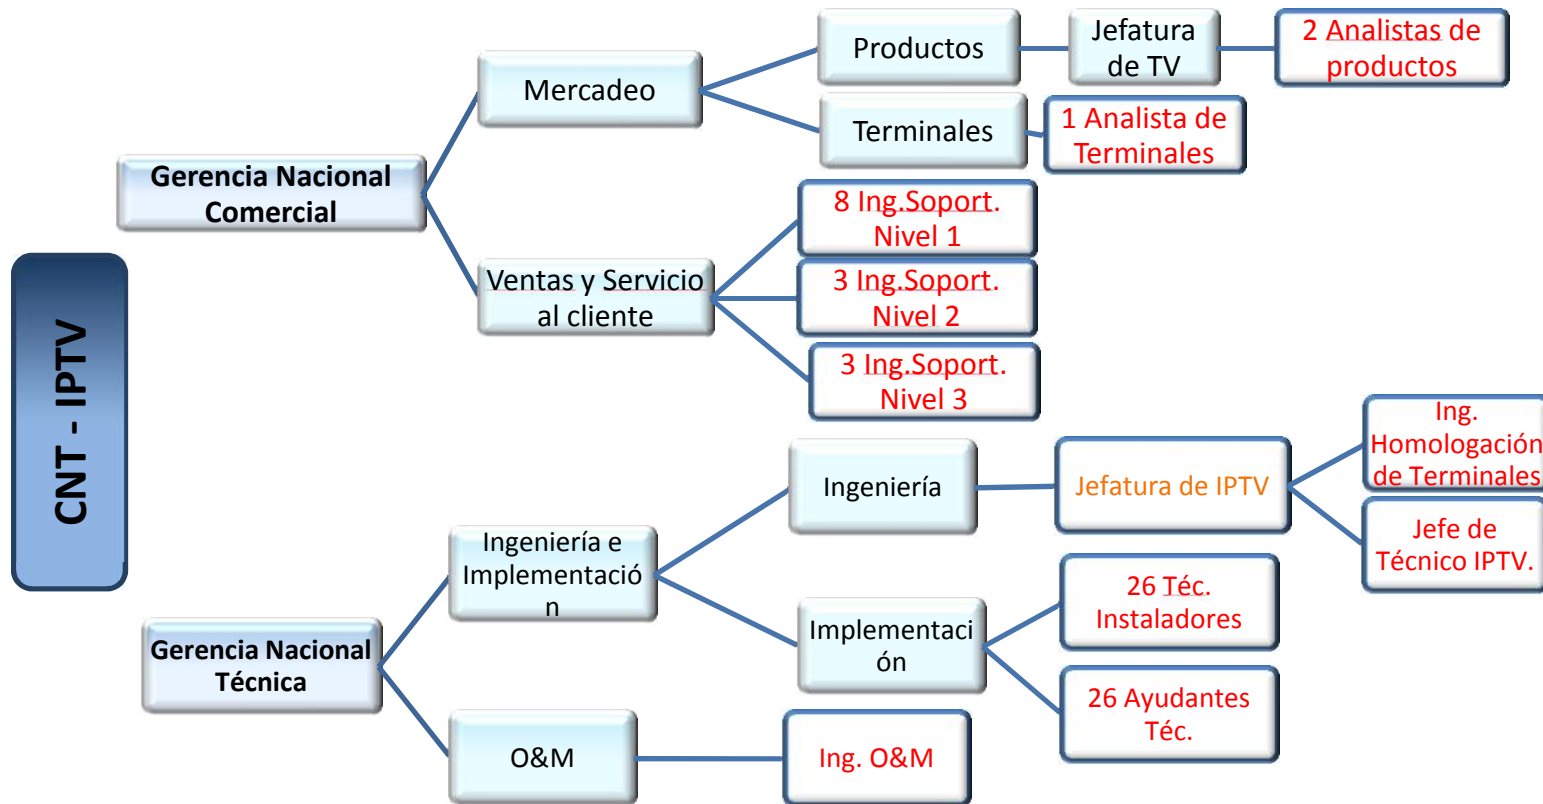 CNT - IPTV
Gerencia Nacional
Comercial
Mercadeo
Productos
Jefatura
de TV
2 Analistas de
productos
Terminales
1 Analista de
Terminales
Ventas y Servicio
al cliente
8 Ing.Soport.
Nivel 1
3 Ing.Soport.
Nivel 2
3 Ing.Soport.
Nivel 3
Gerencia Nacional
Técnica
Ingeniería e
Implementació
n
Ingeniería
Jefatura de IPTV
Ing.
Homologación
de Terminales
Jefe de
Técnico IPTV.
Implementaci
ón
26 Téc.
Instaladores
26 Ayudantes
Téc.
O&M
Ing. O&M